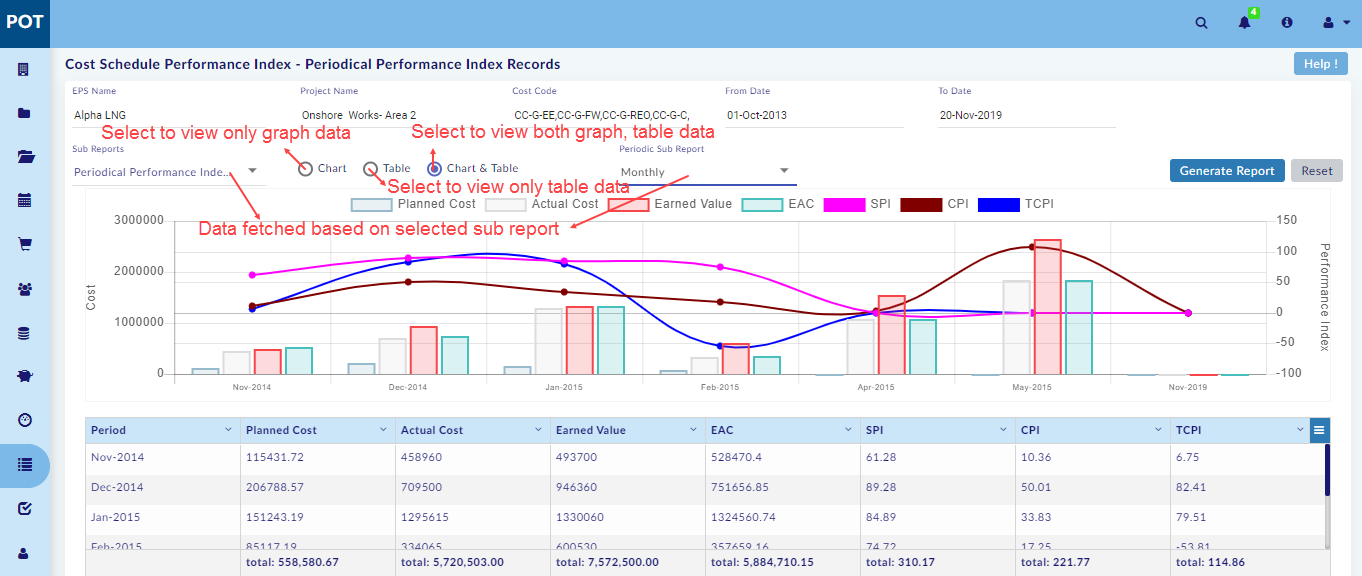 POT
4
Cost Schedule Performance Index - Periodical Performance Index Records
Help !
EPS Name
Project Name
Cost Code
From Date
To Date
Alpha LNG
Onshore Works- Area 2
CC-G-EE,CC-G-FW,CC-G-REO,CC-G-C,
01-Oct-2013
20-Nov-2019
Select to view only graph data
Select to view both graph, table data
Sub Reports
Periodic Sub Report
Periodical Performance Inde...
Chart
Table
Chart & Table
Monthly
Generate Report
Reset
Select to view only table data
Planned Cost
Actual Cost
Earned Value
EAC
SPI
CPI
TCPI
Data fetched based on selected sub report
Cost
3000000
2000000
1000000
0
150
100
50
0
-50
-100
Performance Index
Nov-2014
Dec-2014
Jan-2015
Feb-2015
Apr-2015
May-2015
Nov-2019
Period Planned Cost Actual Cost Earned Value EAC SPI CPI TCPI
Nov-2014 115431.72 458960 493700 528470.4 61.28 10.36 6.75
Dec-2014 206788.57 709500 946360 751656.85 89.28 50.01 82.41
Jan-2015 151243.19 1295615 1330060 1324560.74 84.89 33.83 79.51
Feb-2015 85117.19 334065 600530 357659.16 74.72 17.25 -53.81
total: 558,580.67 total: 5,720,503.00 total: 7,572,500.00 total: 5,884,710.15 total: 310.17 total: 221.77 total: 114.86